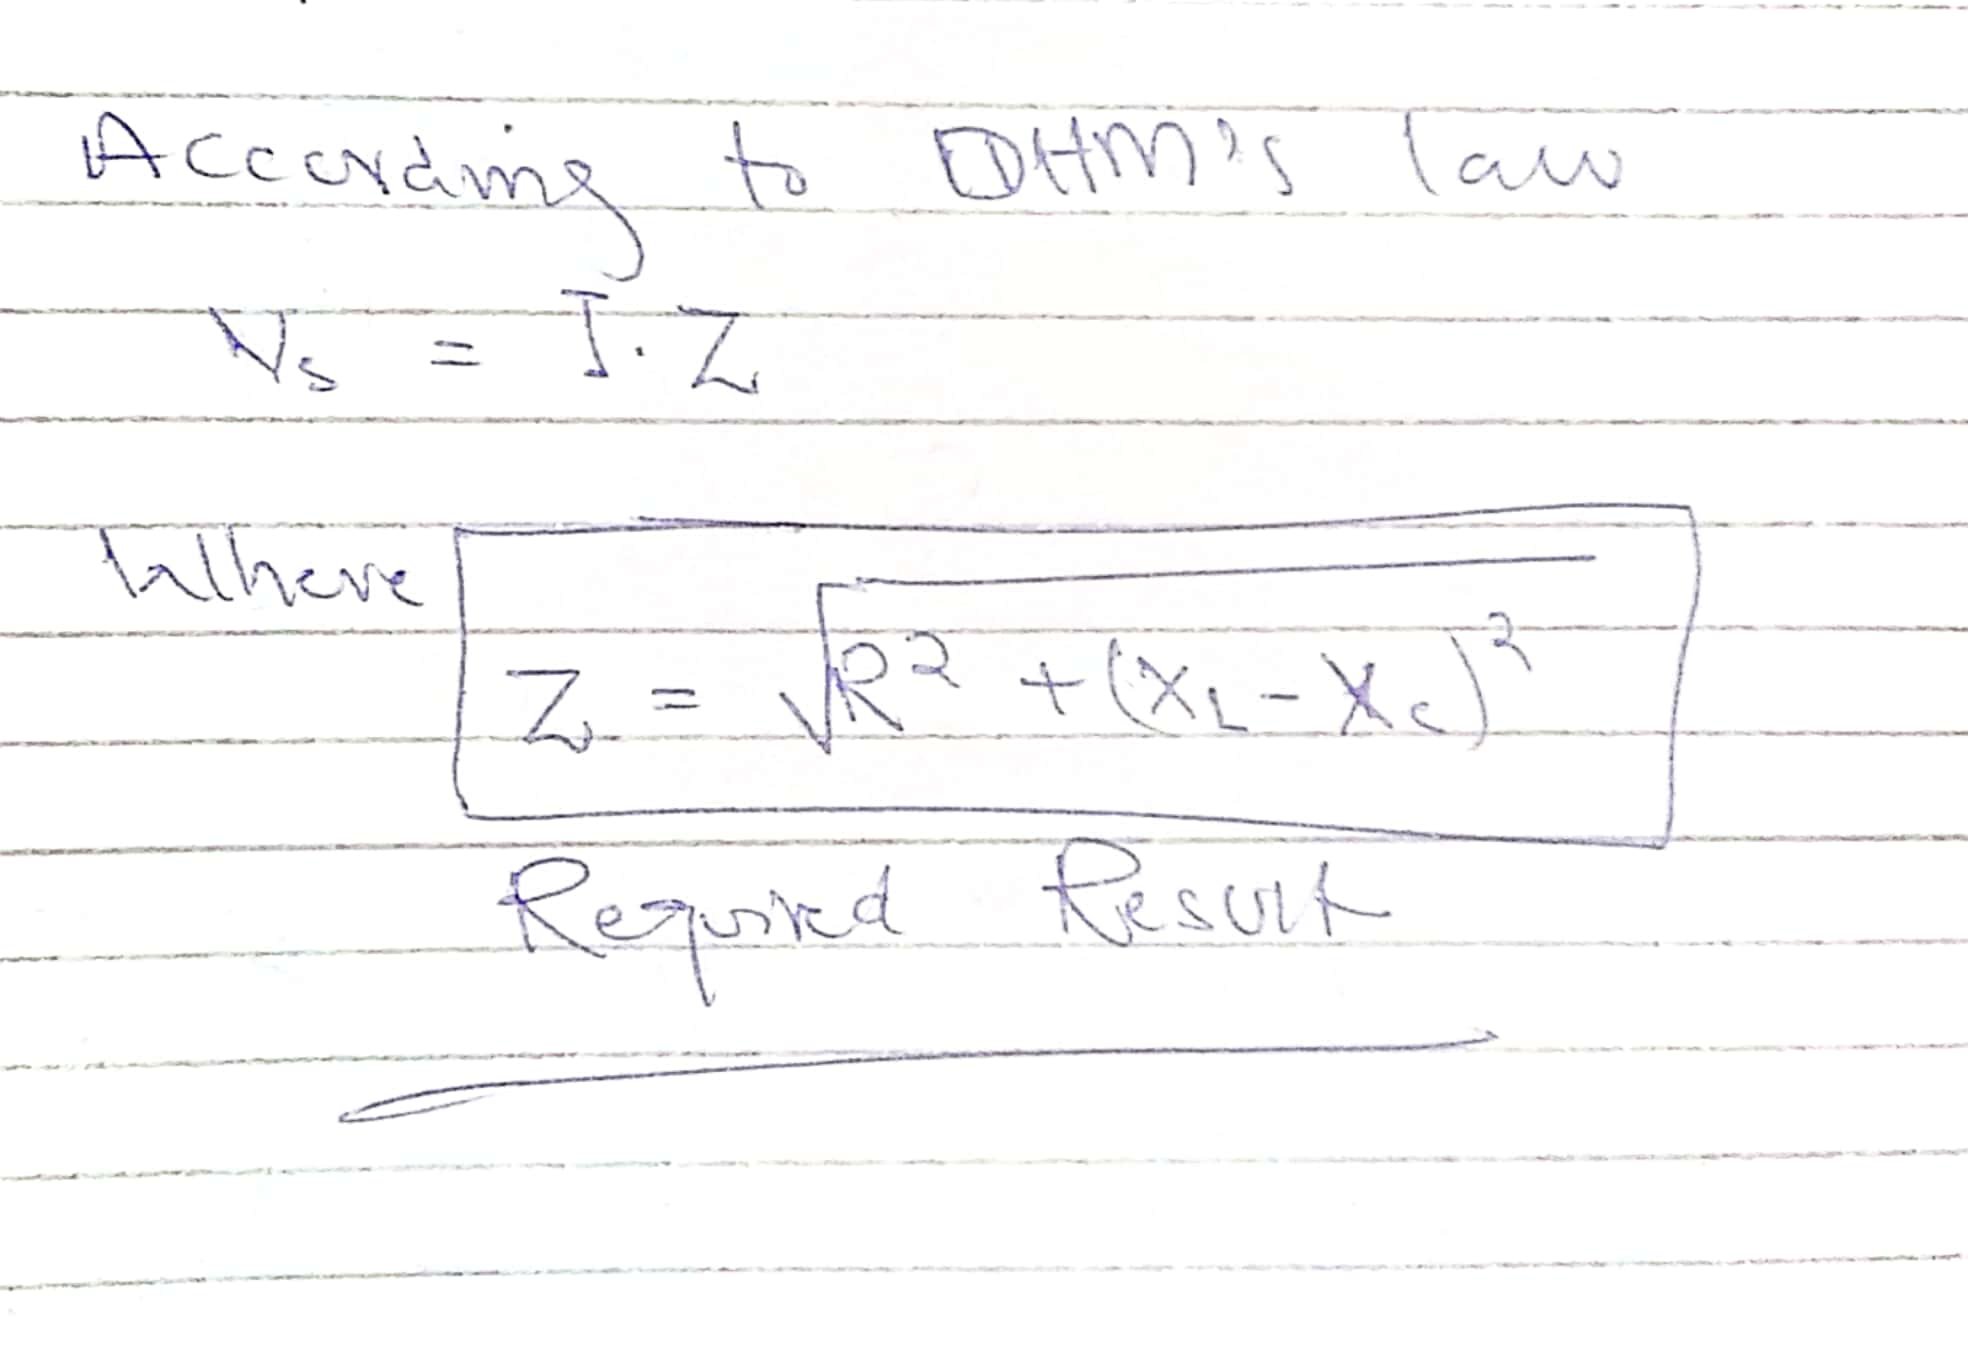 According to OHM's law
Vs = I.Z
Where
Z = √R² + (XL - Xc)²
Required Result